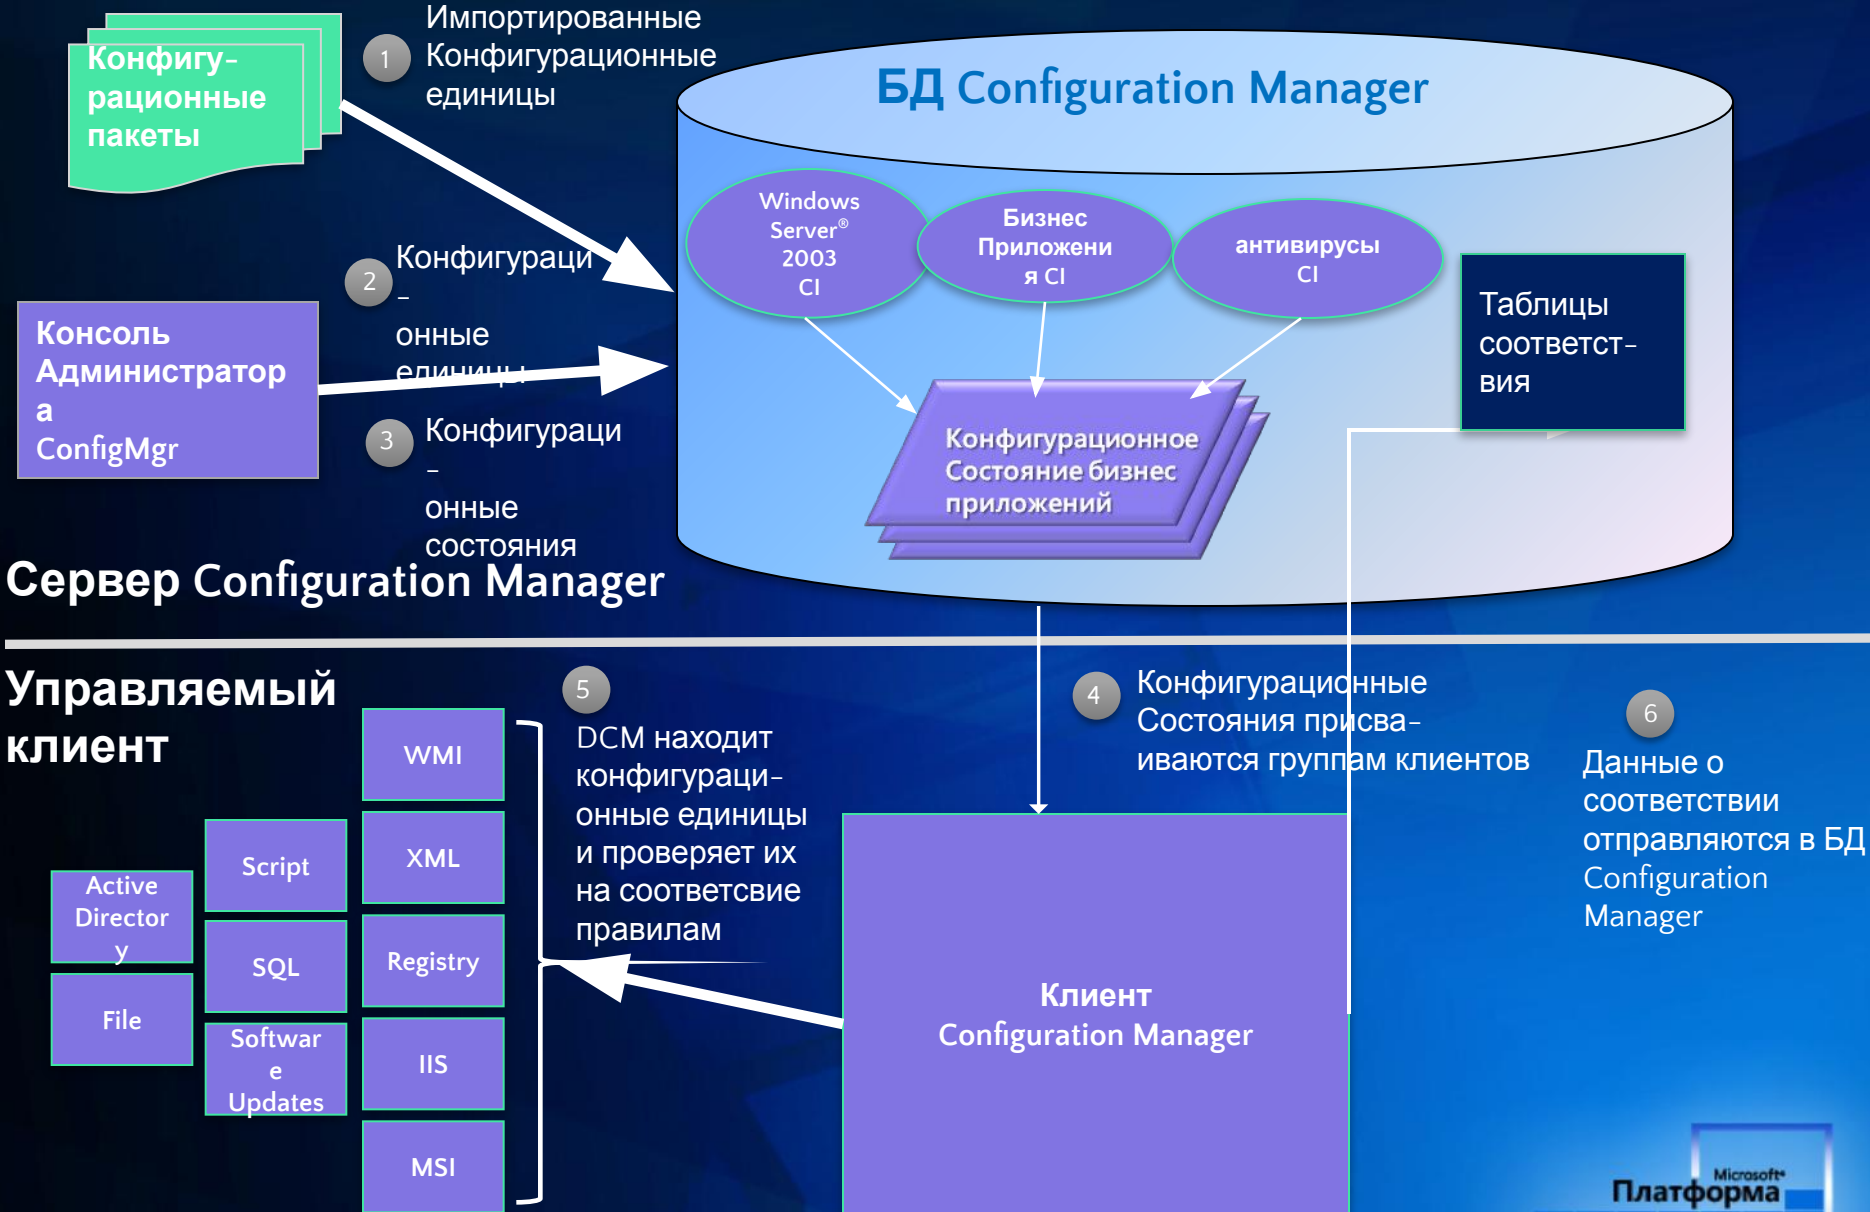 Конфигу-
рационные
пакеты
1
Импортированные
Конфигурационные
единицы
БД Configuration Manager
Windows
Server®
2003
CI
Бизнес
Приложени
я CI
антивирусы
CI
Таблицы
соответст-
вия
2
Конфигураци
-
онные
единицы
Консоль
Администратор
а
ConfigMgr
3
Конфигураци
-
онные
состояния
Конфигурационное
Состояние бизнес
приложений
Сервер Configuration Manager
Управляемый
клиент
5
DCM находит
конфигураци-
онные единицы
и проверяет их
на соответсвие
правилам
4
Конфигурационные
Состояния присва-
иваются группам клиентов
6
Данные о
соответствии
отправляются в БД
Configuration
Manager
WMI
XML
Registry
IIS
MSI
Script
SQL
Softwar
e
Updates
Active
Director
y
File
Клиент
Configuration Manager
Microsoft®
Платформа